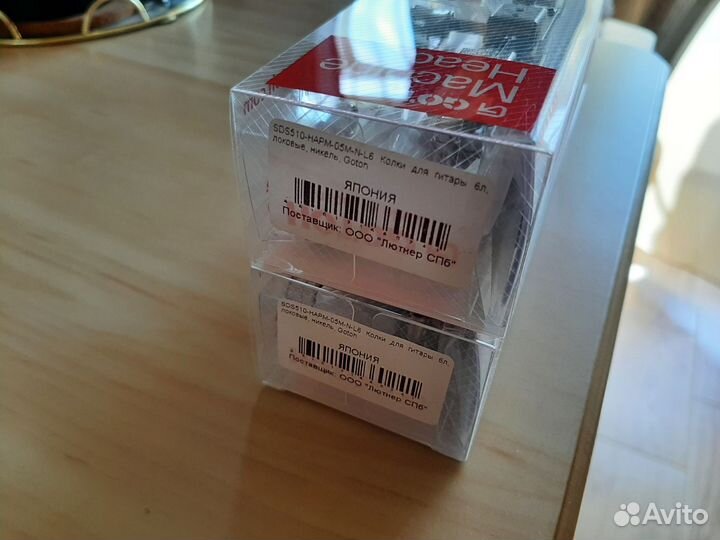 GOTOH
Machine
Head
SDS510-HAPM-05M-N-L6 Колки для гитары 6л,
локовые, никель, Gotoh
ЯПОНИЯ
Поставщик: ООО "Лютнер СПб"
SDS510-HAPM-05M-N-L6 Колки для гитары 6л,
локовые, никель, Gotoh
ЯПОНИЯ
Поставщик: ООО "Лютнер СПб"
Avito